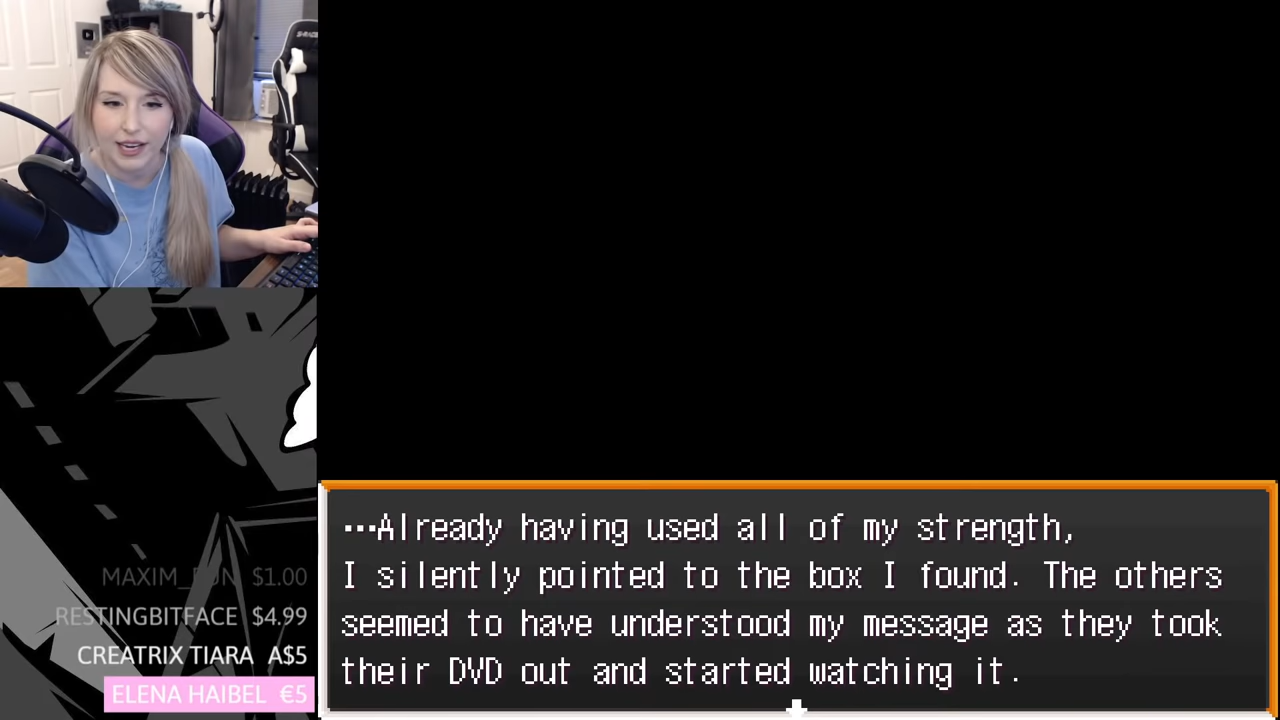 MAXIM_ $1.00
RESTINGBITFACE $4.99
CREATRIX TIARA A$5
ELENA HAIBEL €5
···Already having used all of my strength,
I silently pointed to the box I found. The others
seemed to have understood my message as they took
their DVD out and started watching it.